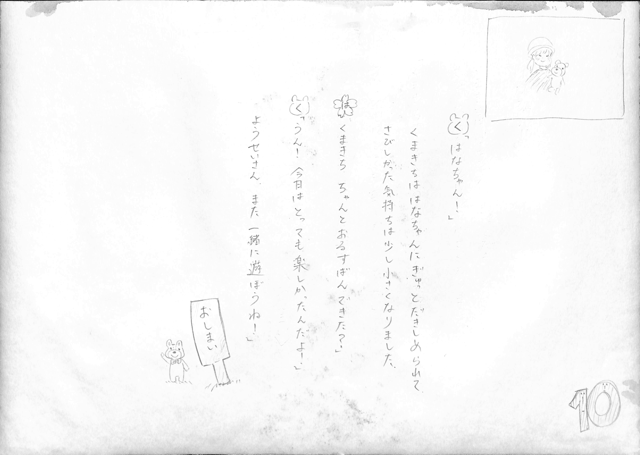 く「はなちゃん！」
くまきちは はなちゃんに ぎゅっとだきしめられて
さびしかった気持ちは少し小さくなりました。
は「くまきち ちゃんとおるすばん できた？」
く「うん！ 今日は とっても 楽しかったんだよ！」
ようせいさん、また 一緒に 遊ぼうね！」
おしまい
10